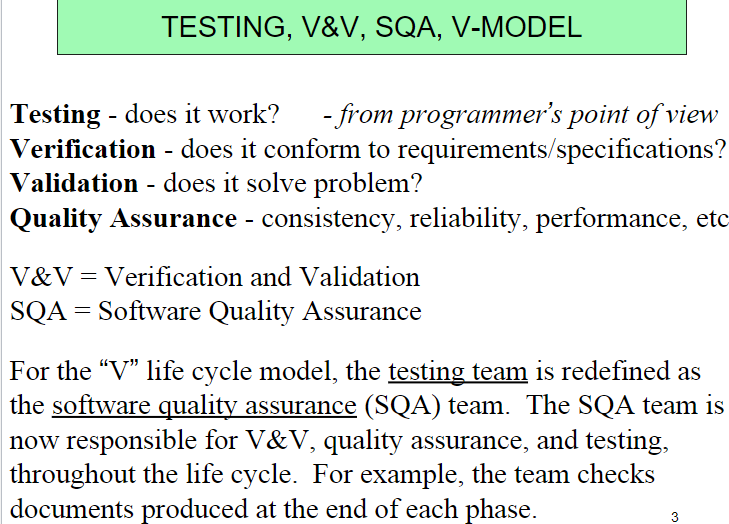 TESTING, V&V, SQA, V-MODEL
Testing - does it work? - from programmer’s point of view
Verification - does it conform to requirements/specifications?
Validation - does it solve problem?
Quality Assurance - consistency, reliability, performance, etc
V&V = Verification and Validation
SQA = Software Quality Assurance
For the “V” life cycle model, the testing team is redefined as
the software quality assurance (SQA) team. The SQA team is
now responsible for V&V, quality assurance, and testing,
throughout the life cycle. For example, the team checks
documents produced at the end of each phase.
3